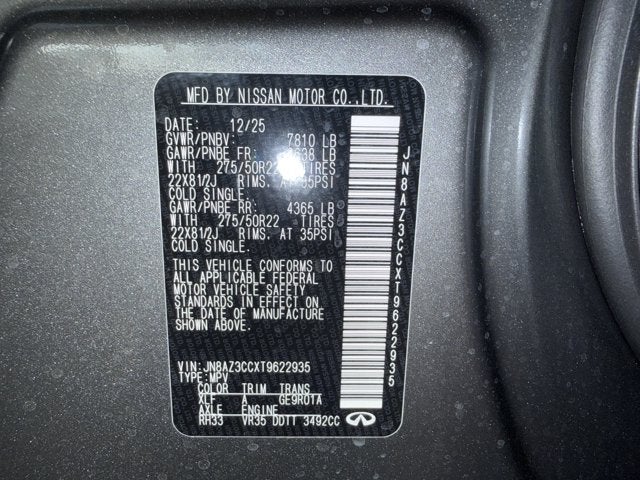 MFD BY NISSAN MOTOR CO.,LTD.
DATE: 12/25
GVWR/PNBV: 7810 LB
GAWR/PNBE FR: LB
WITH 275/50R22 TIRES
22X81/2J RIMS. AT 35PSI
COLD SINGLE.
GAWR/PNBE RR: 4365 LB
WITH 275/50R22 TIRES
22X81/2J RIMS. AT 35PSI
COLD SINGLE.
THIS VEHICLE CONFORMS TO
ALL APPLICABLE FEDERAL
MOTOR VEHICLE SAFETY
STANDARDS IN EFFECT ON
THE DATE OF MANUFACTURE
SHOWN ABOVE.
VIN: JN8AZ3CCXT9622935
TYPE: MPV
COLOR TRIM TRANS
XLF A GE9R01A
AXLE ENGINE
RH33 VR35 DDTT 3492CC
JN8AZ3CCXT9622935